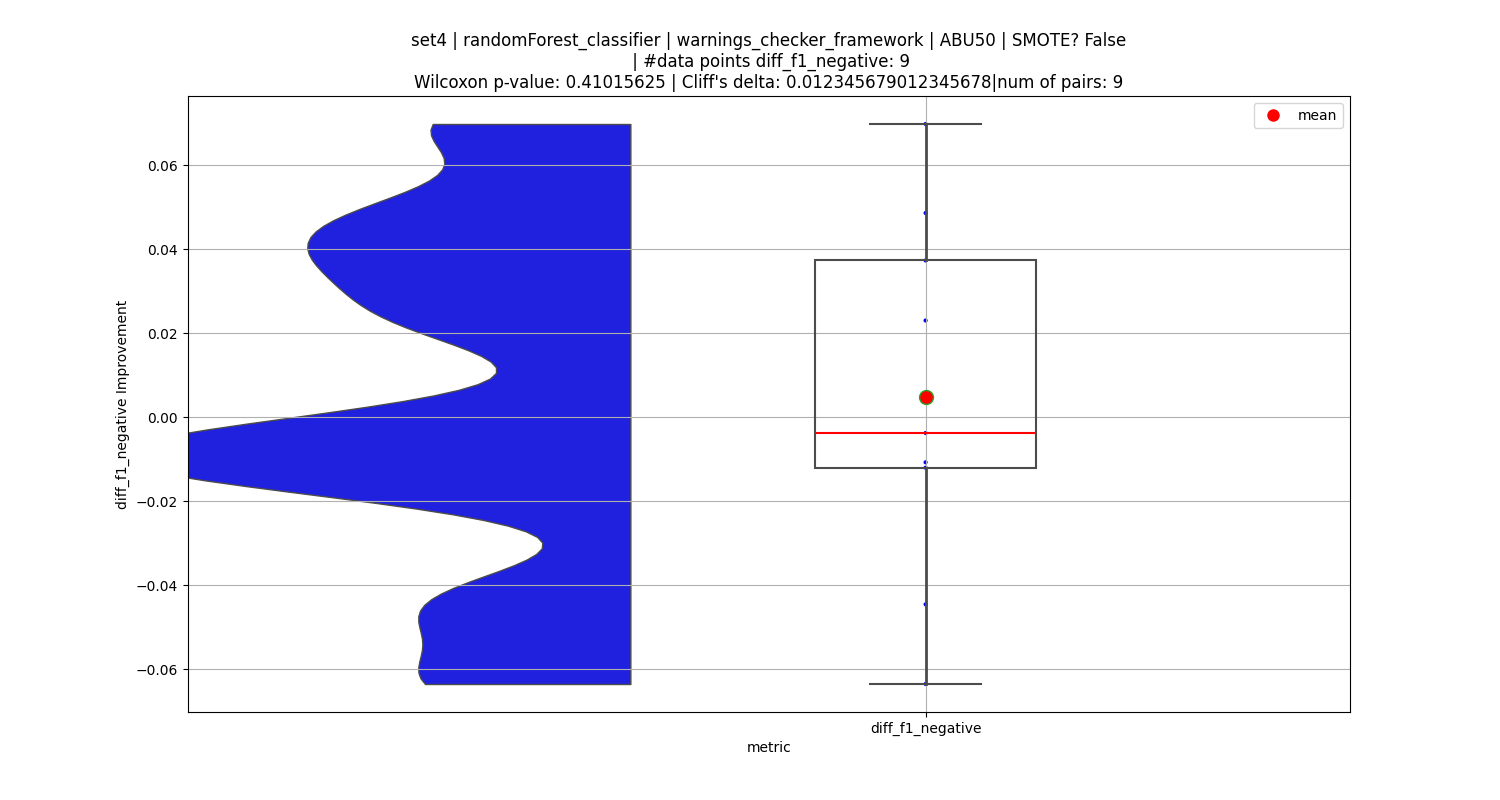 set4 | randomForest_classifier | warnings_checker_framework | ABU50 | SMOTE? False
| #data points diff_f1_negative: 9
Wilcoxon p-value: 0.41015625 | Cliff's delta: 0.012345679012345678|num of pairs: 9
mean
0.06
0.04
0.02
0.00
−0.02
−0.04
−0.06
diff_f1_negative Improvement
diff_f1_negative
metric